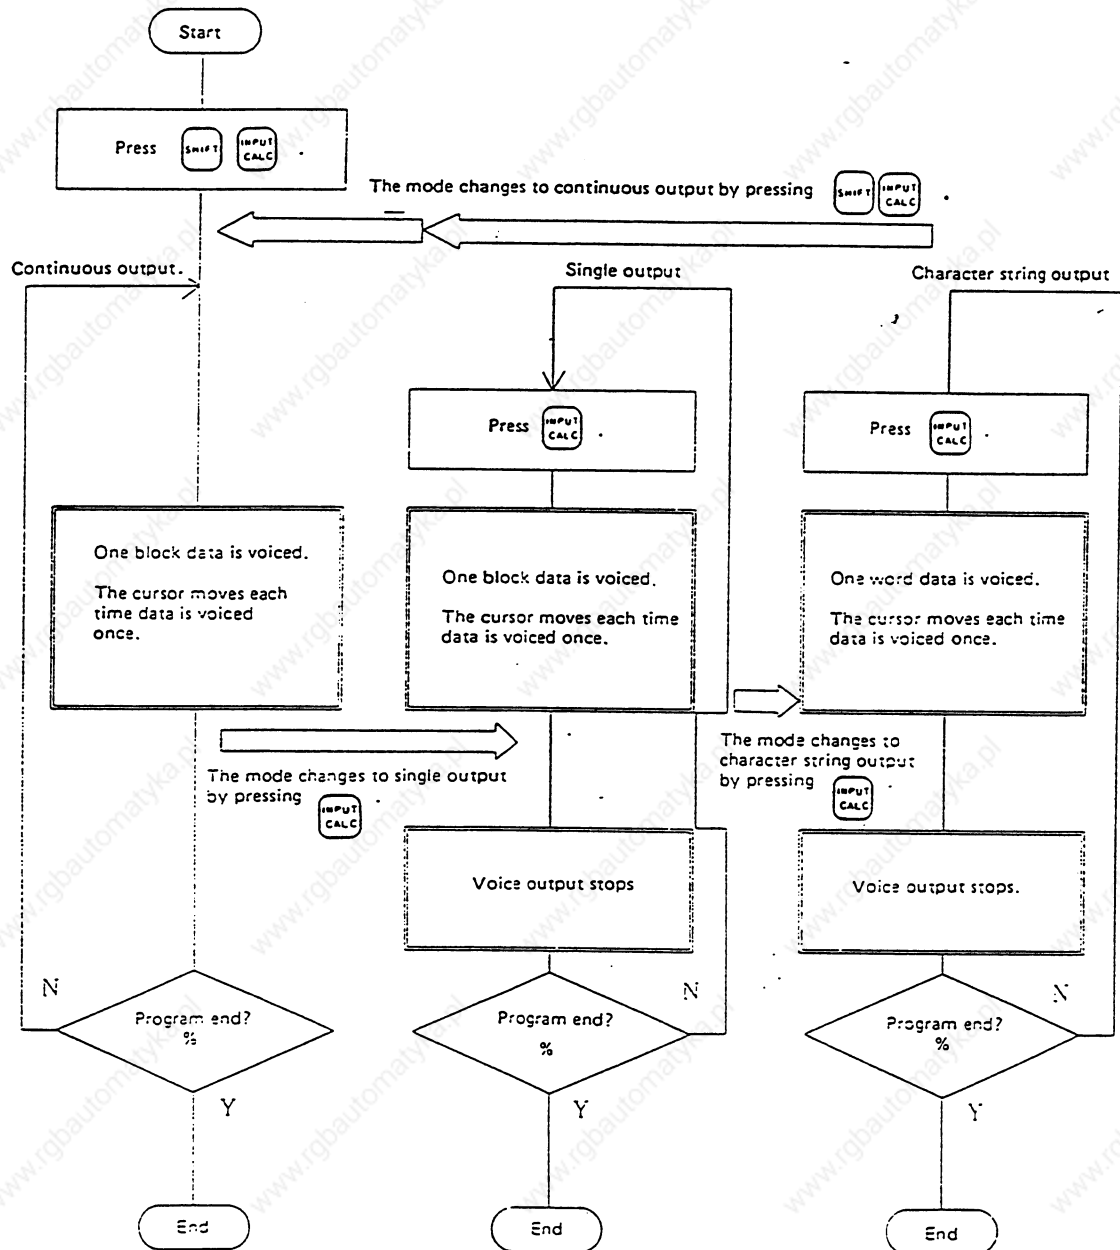 Start
Press SHIFT INPUT CALC .
The mode changes to continuous output by pressing SHIFT INPUT CALC .
Continuous output.
Single output
Character string output
Press INPUT CALC .
Press INPUT CALC .
One block data is voiced.
The cursor moves each
time data is voiced
once.
One block data is voiced.
The cursor moves each time
data is voiced once.
One word data is voiced.
The cursor moves each time
data is voiced once.
The mode changes to single output
by pressing INPUT CALC .
The mode changes to
character string output
by pressing INPUT CALC
Voice output stops
Voice output stops.
N
Program end?
%
Y
N
Program end?
%
Y
N
Program end?
%
Y
End
End
End
www.rgbautomatyka.pl